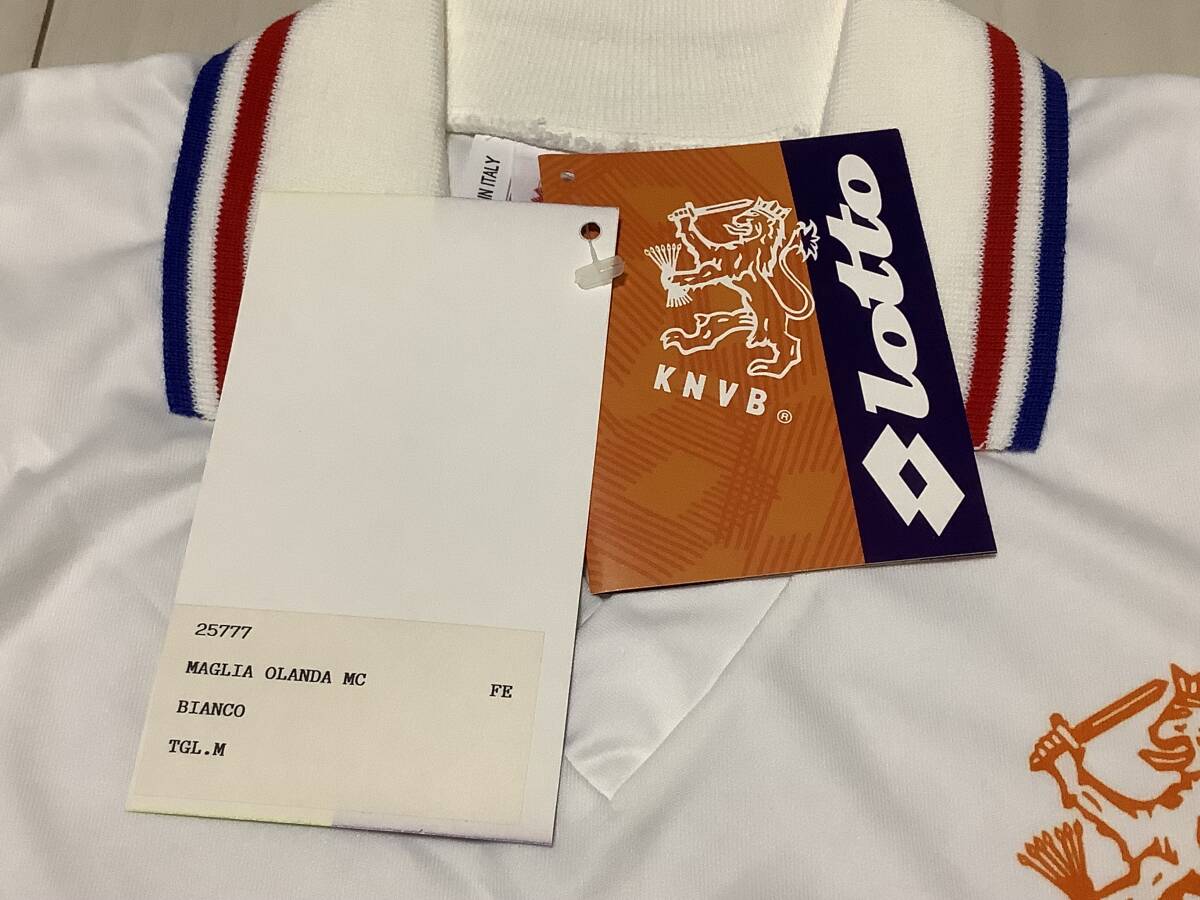 IN ITALY
lotto
KNVB®
25777
MAGLIA OLANDA MC
FE
BIANCO
TGL.M